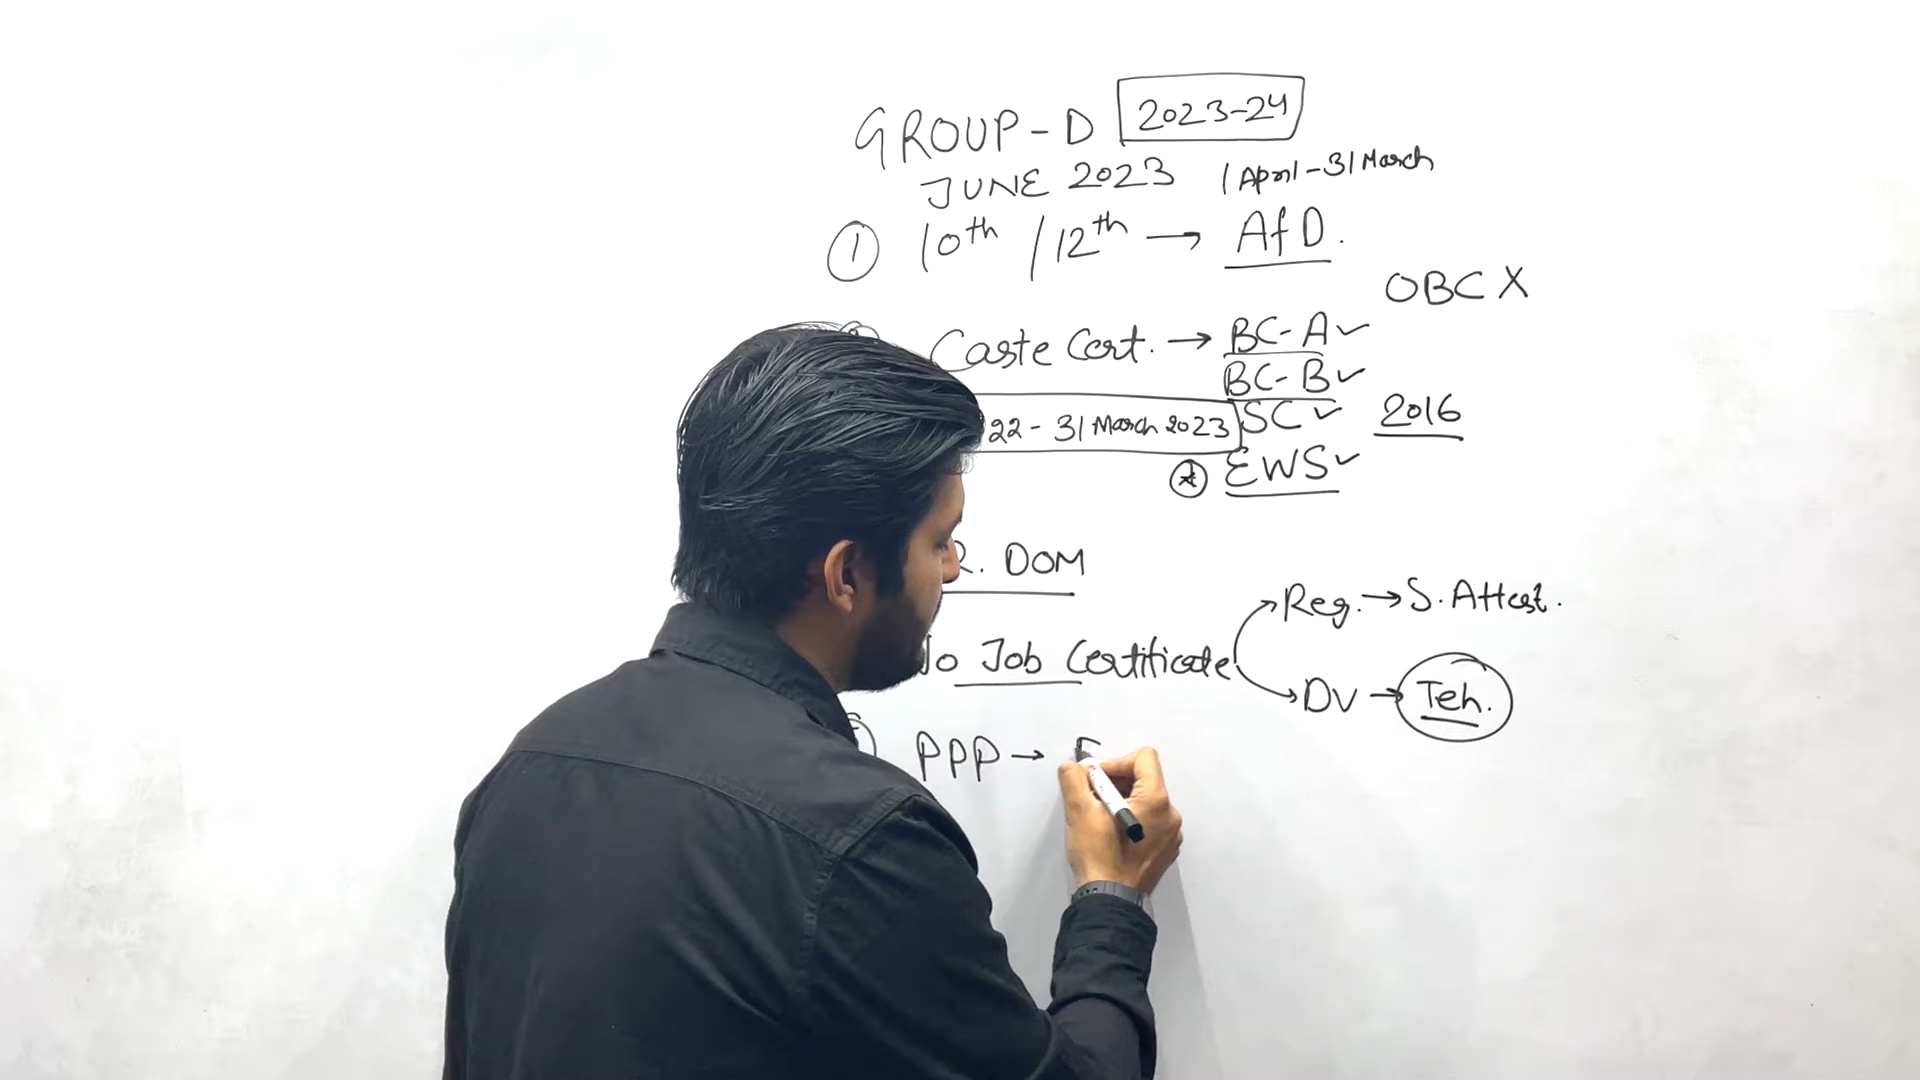 GROUP-D 2023-24
JUNE 2023 1 April - 31 March
① 10th / 12th → AfD.
OBC X
Caste Cert. → BC-A✓
BC-B✓
22 - 31 March 2023 SC✓ 2016
EWS✓
R. DOM
Reg. → S. Attest.
No Job Certificate
DV → Teh.
PPP →